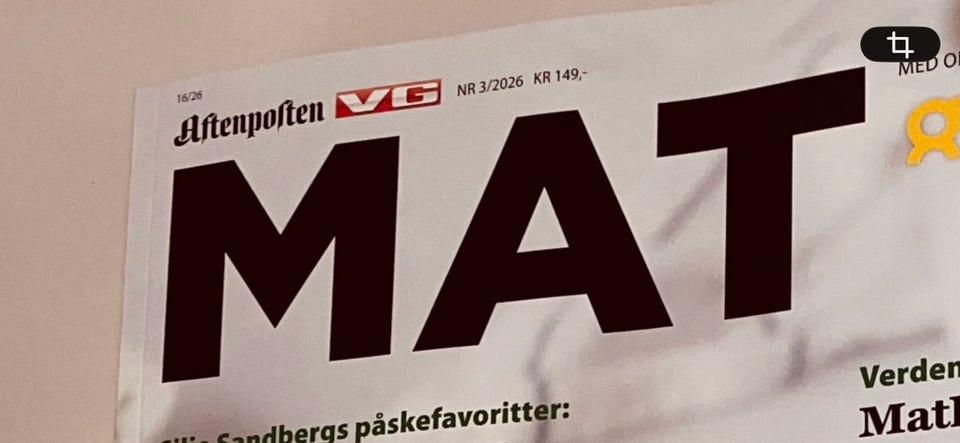 16/26
Aftenposten VG NR 3/2026 KR 149,-
MED
MAT
Sandbergs påskefavoritter: